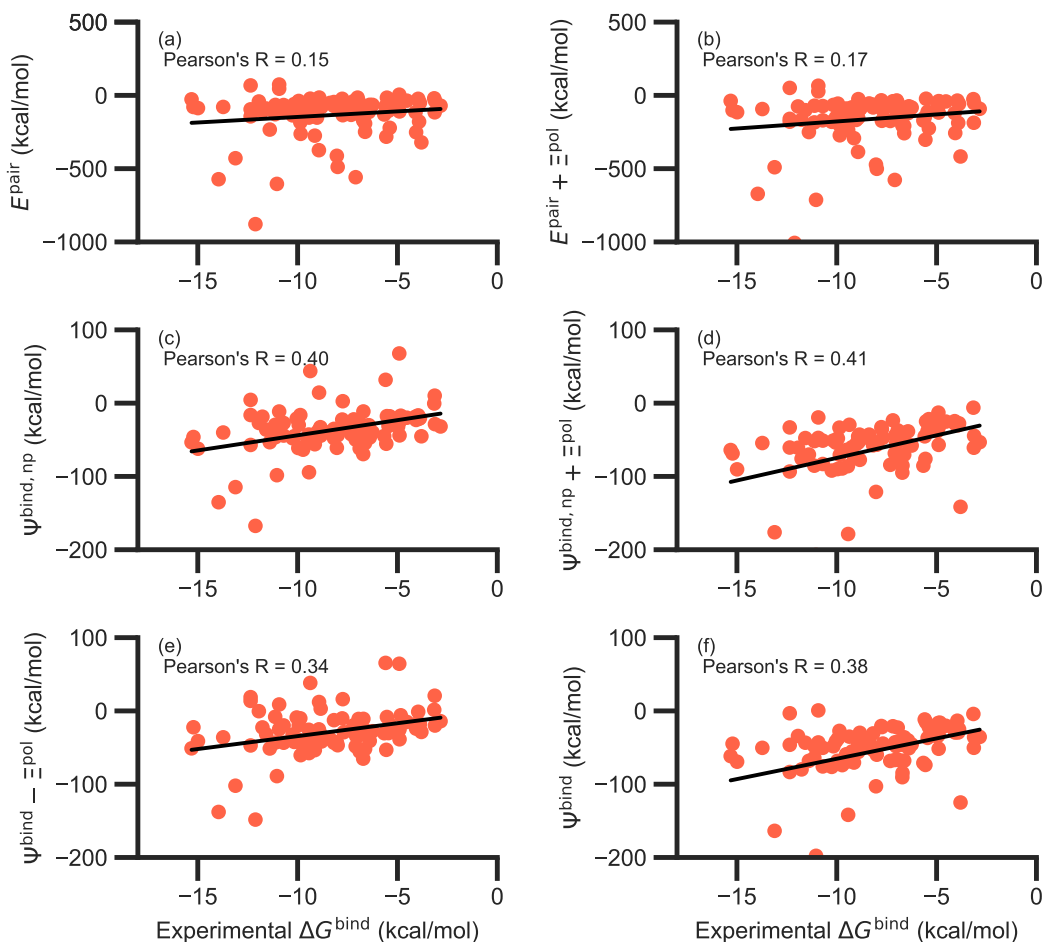 (a)
Pearson's R = 0.15
500
0
−500
−1000
−15
−10
−5
0
E^pair (kcal/mol)
(b)
Pearson's R = 0.17
500
0
−500
−1000
−15
−10
−5
0
E^pair + Ξ^pol (kcal/mol)
(c)
Pearson's R = 0.40
100
0
−100
−200
−15
−10
−5
0
Ψ^bind, np (kcal/mol)
(d)
Pearson's R = 0.41
100
0
−100
−200
−15
−10
−5
0
Ψ^bind, np + Ξ^pol (kcal/mol)
(e)
Pearson's R = 0.34
100
0
−100
−200
−15
−10
−5
0
Ψ^bind − Ξ^pol (kcal/mol)
Experimental ΔG^bind (kcal/mol)
(f)
Pearson's R = 0.38
100
0
−100
−200
−15
−10
−5
0
Ψ^bind (kcal/mol)
Experimental ΔG^bind (kcal/mol)